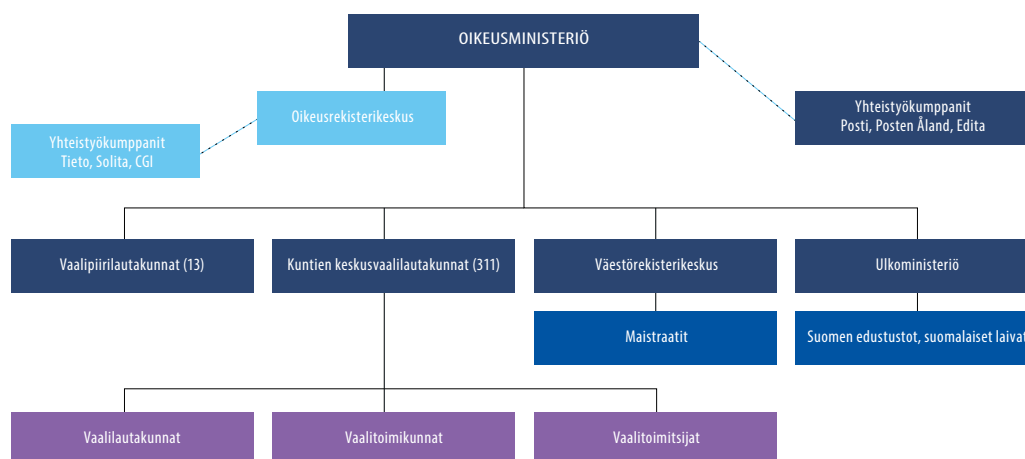 OIKEUSMINISTERIÖ
Oikeusrekisterikeskus
Yhteistyökumppanit
Posti, Posten Åland, Edita
Yhteistyökumppanit
Tieto, Solita, CGI
Vaalipiirilautakunnat (13)
Kuntien keskusvaalilautakunnat (311)
Väestörekisterikeskus
Ulkoministeriö
Maistraatit
Suomen edustustot, suomalaiset laivat
Vaalilautakunnat
Vaalitoimikunnat
Vaalitoimitsijat